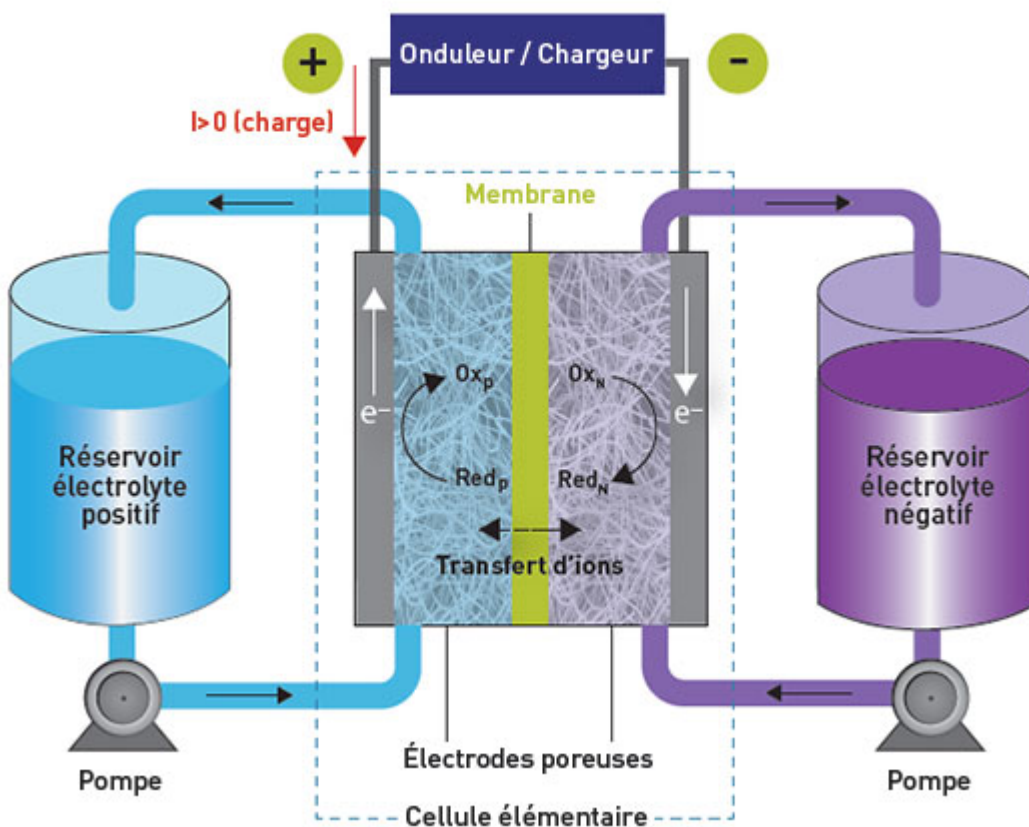 +
Onduleur / Chargeur
-
I>0 (charge)
Membrane
Ox_P
Ox_N
e⁻
e⁻
Réservoir
électrolyte
positif
Red_P
Red_N
Réservoir
électrolyte
négatif
Transfert d'ions
Électrodes poreuses
Pompe
Pompe
Cellule élémentaire